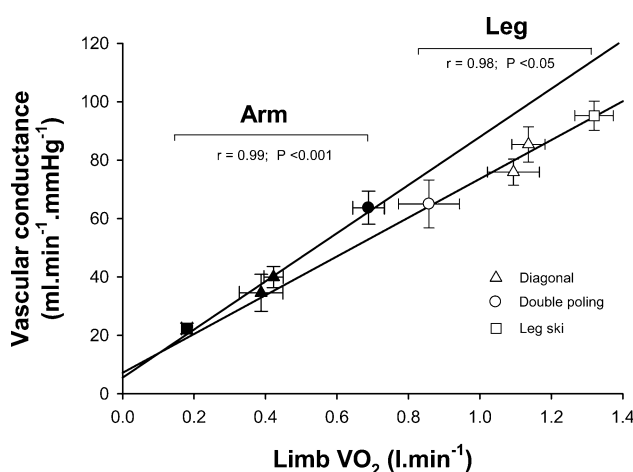 Leg
r = 0.98; P <0.05
Arm
r = 0.99; P <0.001
Vascular conductance
(ml.min⁻¹.mmHg⁻¹)
120
100
80
60
40
20
0
Diagonal
Double poling
Leg ski
0.0 0.2 0.4 0.6 0.8 1.0 1.2 1.4
Limb VO₂ (l.min⁻¹)